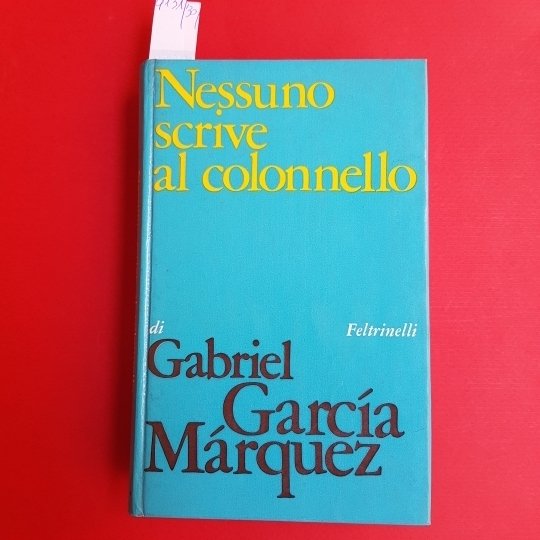 Nessuno
scrive
al colonnello
di
Feltrinelli
Gabriel
García
Márquez